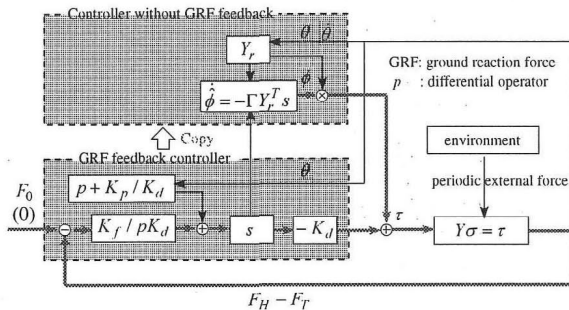 Controller without GRF feedback
θ θ̇
Y_r
GRF: ground reaction force
p : differential operator
φ̂̇ = -ΓY_r^T s
φ̂
⊗
Copy
environment
GRF feedback controller
θ
periodic external force
F_0
(0)
p + K_p / K_d
τ
K_f / pK_d
s
- K_d
Yσ = τ
F_H - F_T